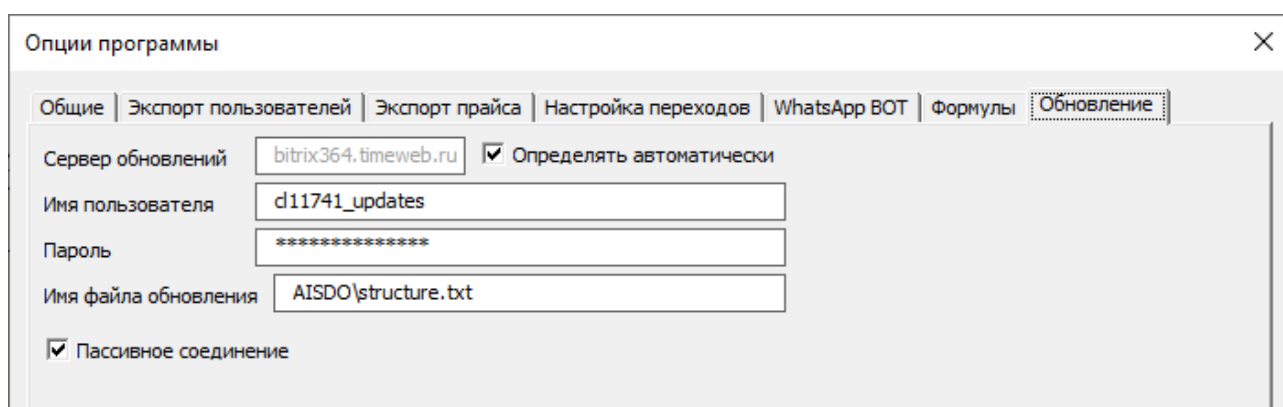 Опции программы
Общие Экспорт пользователей Экспорт прайса Настройка переходов WhatsApp BOT Формулы Обновление
Сервер обновлений bitrix364.timeweb.ru Определять автоматически
Имя пользователя cl11741_updates
Пароль **************
Имя файла обновления AISDO\structure.txt
Пассивное соединение